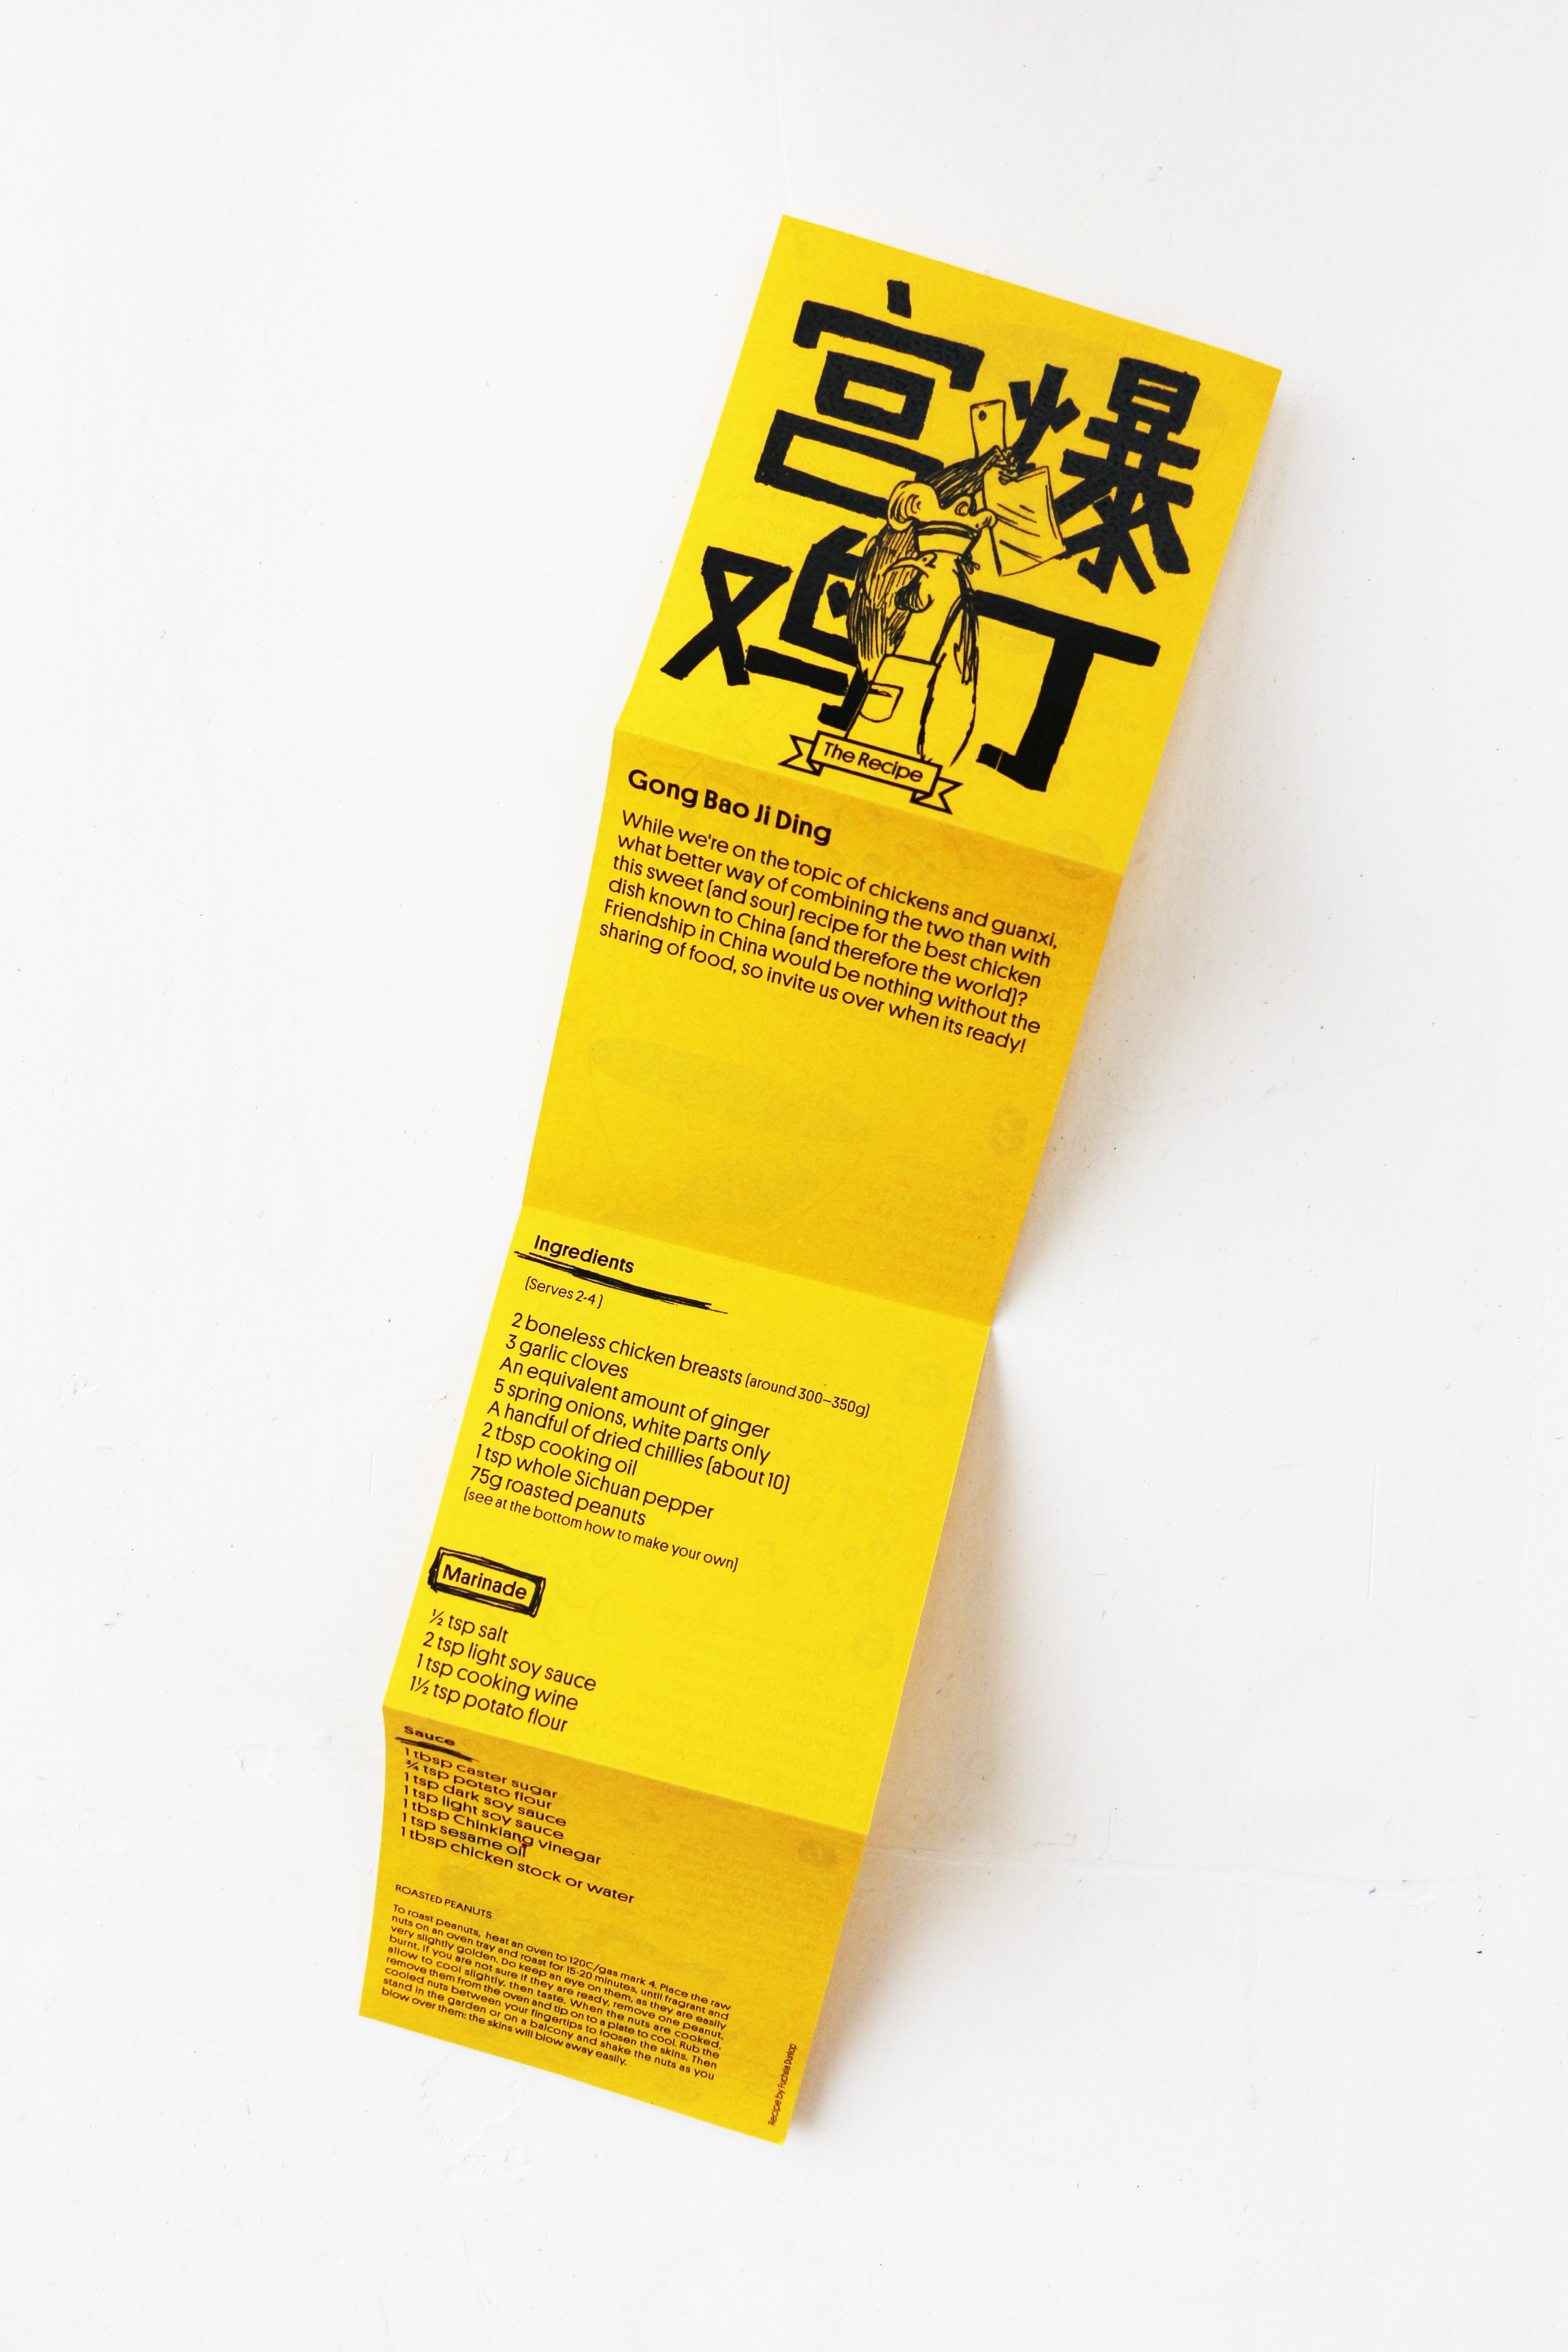 宫爆
鸡丁
The Recipe
Gong Bao Ji Ding
While we're on the topic of chickens and guanxi,
what better way of combining the two than with
this sweet (and sour) recipe for the best chicken
dish known to China (and therefore the world)?
Friendship in China would be nothing without the
sharing of food, so invite us over when its ready!
Ingredients
(Serves 2-4)
2 boneless chicken breasts (around 300–350g)
3 garlic cloves
An equivalent amount of ginger
5 spring onions, white parts only
A handful of dried chillies (about 10)
2 tbsp cooking oil
1 tsp whole Sichuan pepper
75g roasted peanuts
(see at the bottom how to make your own)
Marinade
½ tsp salt
2 tsp light soy sauce
1 tsp cooking wine
1½ tsp potato flour
Sauce
1 tbsp caster sugar
¾ tsp potato flour
1 tsp dark soy sauce
1 tsp light soy sauce
1 tbsp Chinkiang vinegar
1 tsp sesame oil
1 tbsp chicken stock or water
ROASTED PEANUTS
To roast peanuts, heat an oven to 120C/gas mark 4. Place the raw
nuts on an oven tray and roast for 15-20 minutes, until fragrant and
very slightly golden. Do keep an eye on them, as they are easily
burnt. If you are not sure if they are ready, remove one peanut,
allow to cool slightly, then taste. When the nuts are cooked,
remove them from the oven and tip on to a plate to cool. Rub the
cooled nuts between your fingertips to loosen the skins. Then
stand in the garden or on a balcony and shake the nuts as you
blow over them: the skins will blow away easily.
Recipe by Fuchsia Dunlop